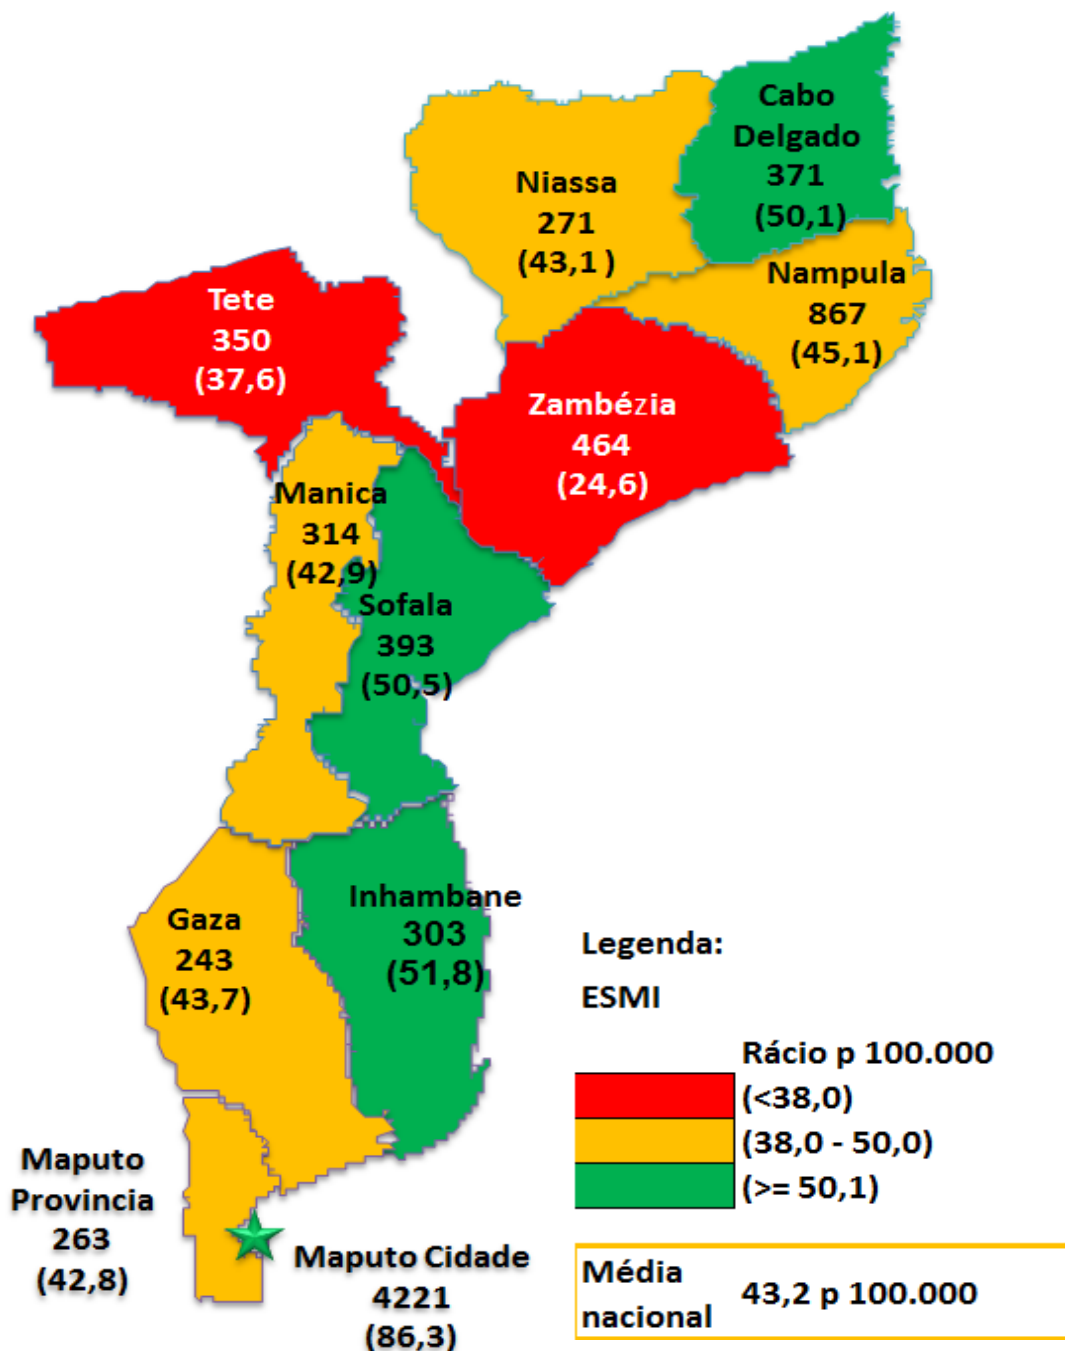 Cabo
Delgado
371
(50,1)
Niassa
271
(43,1 )
Nampula
867
(45,1)
Tete
350
(37,6)
Zambézia
464
(24,6)
Manica
314
(42,9)
Sofala
393
(50,5)
Inhambane
303
(51,8)
Gaza
243
(43,7)
Maputo
Provincia
263
(42,8)
Maputo Cidade
4221
(86,3)
Legenda:
ESMI
Rácio p 100.000
(<38,0)
(38,0 - 50,0)
(>= 50,1)
Média
nacional
43,2 p 100.000